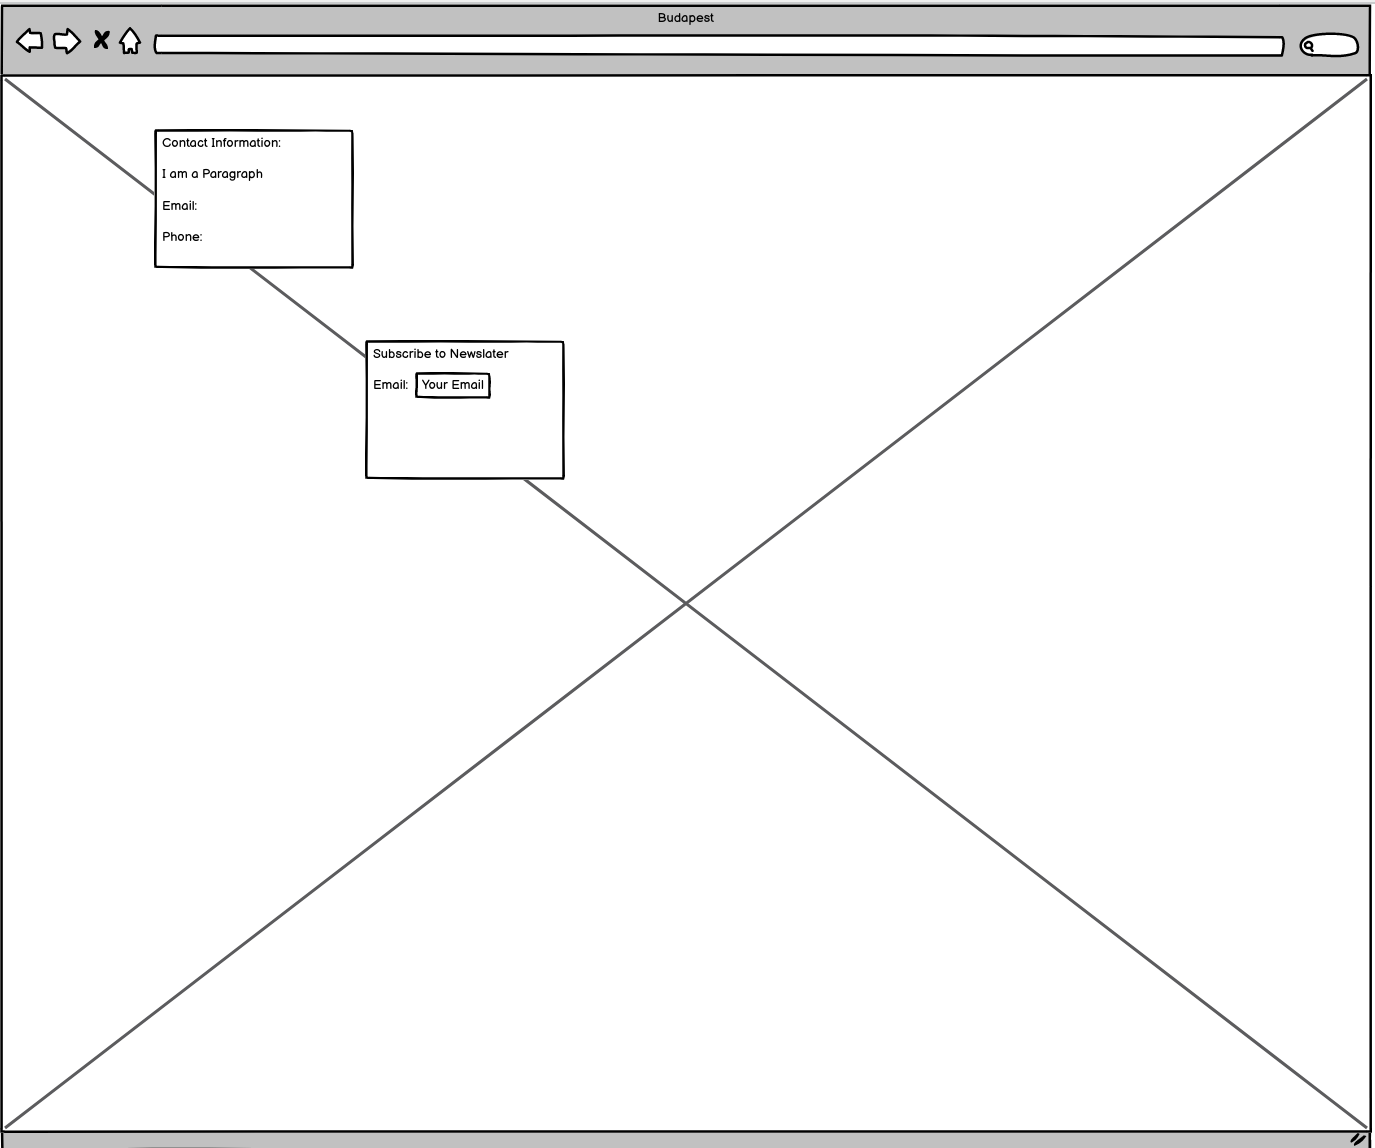 Budapest
Contact Information:
I am a Paragraph
Email:
Phone:
Subscribe to Newslater
Email: Your Email